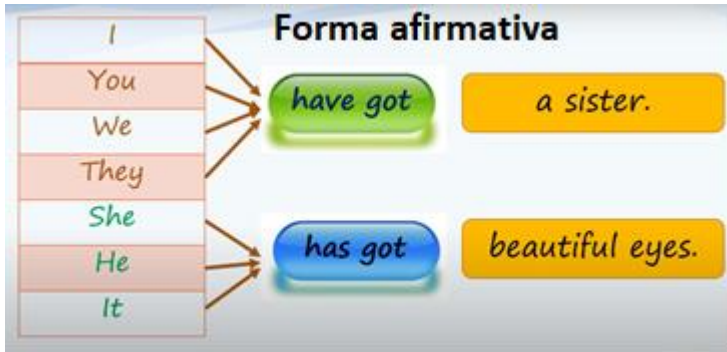 Forma afirmativa
I
You
We
They
She
He
It
have got
a sister.
has got
beautiful eyes.